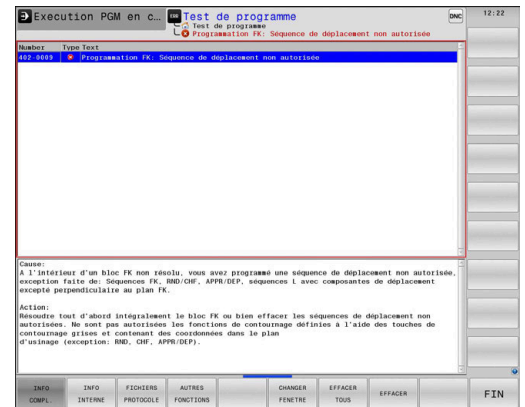 Execution PGM en c...
ERR
Test de programme
DNC
12:22
Test de programme
Programmation FK: Séquence de déplacement non autorisée
Number Type Text
402-0009 Programmation FK: Séquence de déplacement non autorisée
Cause:
A l'intérieur d'un bloc FK non résolu, vous avez programmé une séquence de déplacement non autorisée,
exception faite de: Séquences FK, RND/CHF, APPR/DEP, séquences L avec composantes de déplacement
excepté perpendiculaire au plan FK.
Action:
Résoudre tout d'abord intégralement le bloc FK ou bien effacer les séquences de déplacement non
autorisées. Ne sont pas autorisées les fonctions de contournage définies à l'aide des touches de
contournage grises et contenant des coordonnées dans le plan
d'usinage (exception: RND, CHF, APPR/DEP).
INFO COMPL.
INFO INTERNE
FICHIERS PROTOCOLE
AUTRES FONCTIONS
CHANGER FENETRE
EFFACER TOUS
EFFACER
FIN